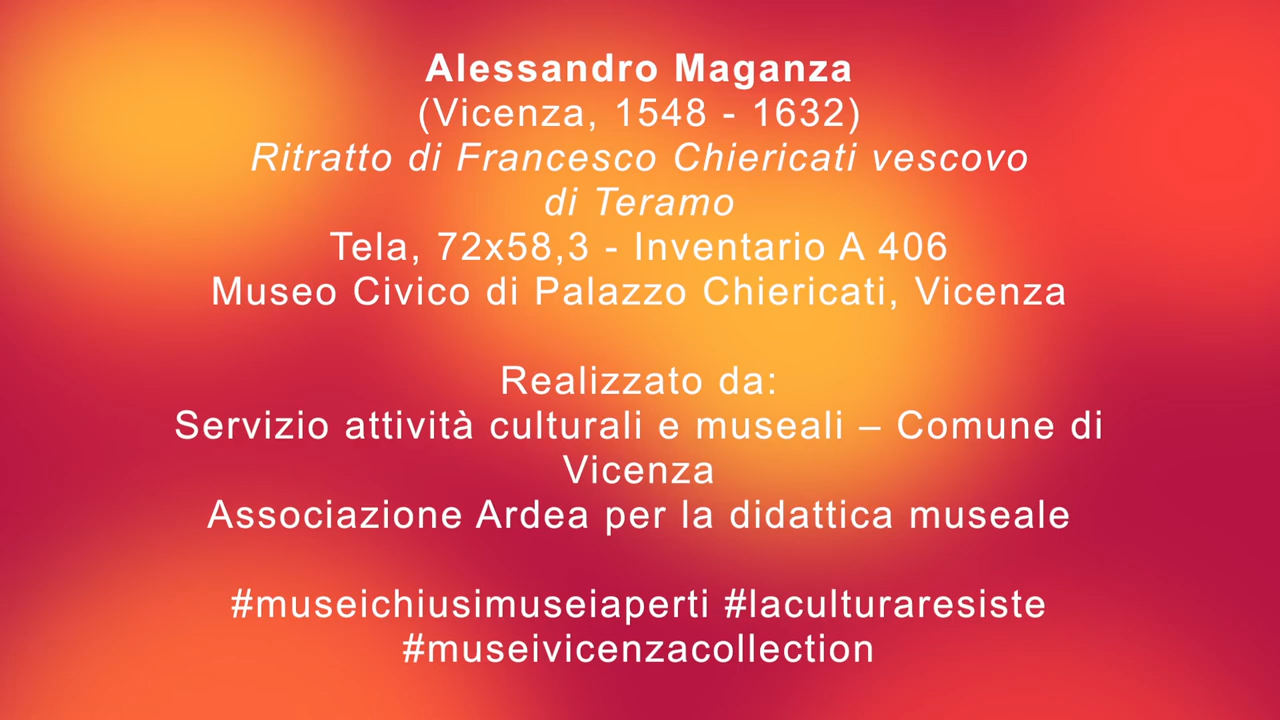 Alessandro Maganza
(Vicenza, 1548 - 1632)
Ritratto di Francesco Chiericati vescovo
di Teramo
Tela, 72x58,3 - Inventario A 406
Museo Civico di Palazzo Chiericati, Vicenza
Realizzato da:
Servizio attività culturali e museali – Comune di
Vicenza
Associazione Ardea per la didattica museale
#museichiusimuseiaperti #laculturaresiste
#museivicenzacollection